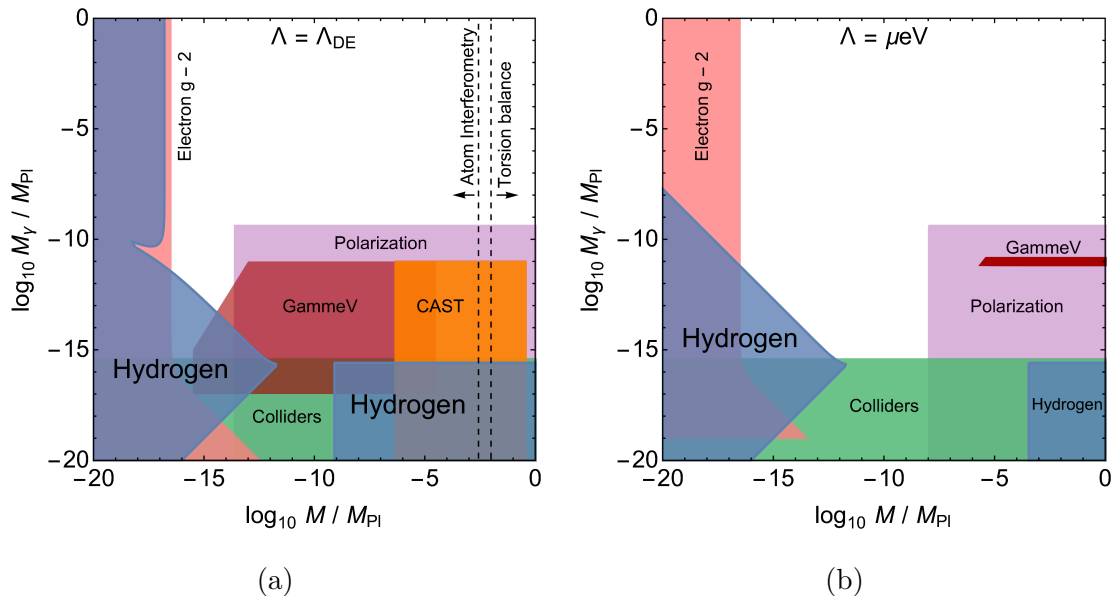 Λ = Λ_DE
Electron g – 2
Atom Interferometry
Torsion balance
Polarization
GammeV
CAST
Hydrogen
Hydrogen
Colliders
0
−5
−10
−15
−20
−20
−15
−10
−5
0
log₁₀ M_γ / M_Pl
log₁₀ M / M_Pl
(a)
Λ = μeV
Electron g – 2
GammeV
Polarization
Hydrogen
Colliders
Hydrogen
0
−5
−10
−15
−20
−20
−15
−10
−5
0
log₁₀ M_γ / M_Pl
log₁₀ M / M_Pl
(b)